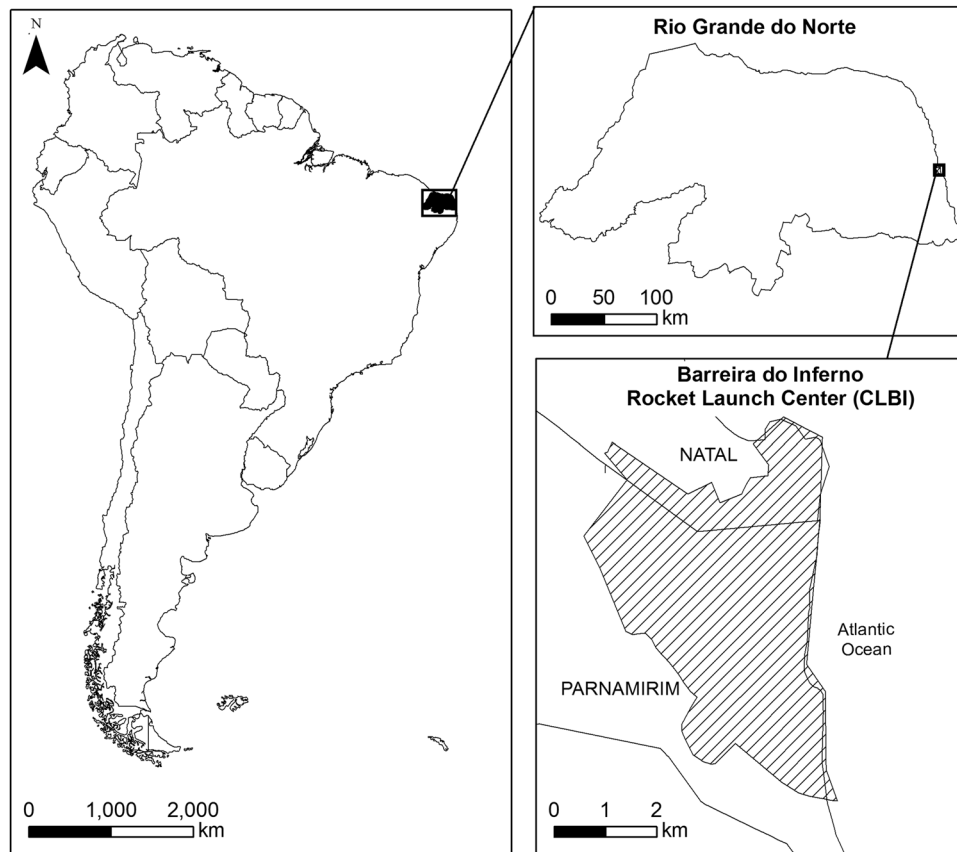 N
0 1,000 2,000
km
Rio Grande do Norte
0 50 100
km
Barreira do Inferno
Rocket Launch Center (CLBI)
NATAL
Atlantic
Ocean
PARNAMIRIM
0 1 2
km